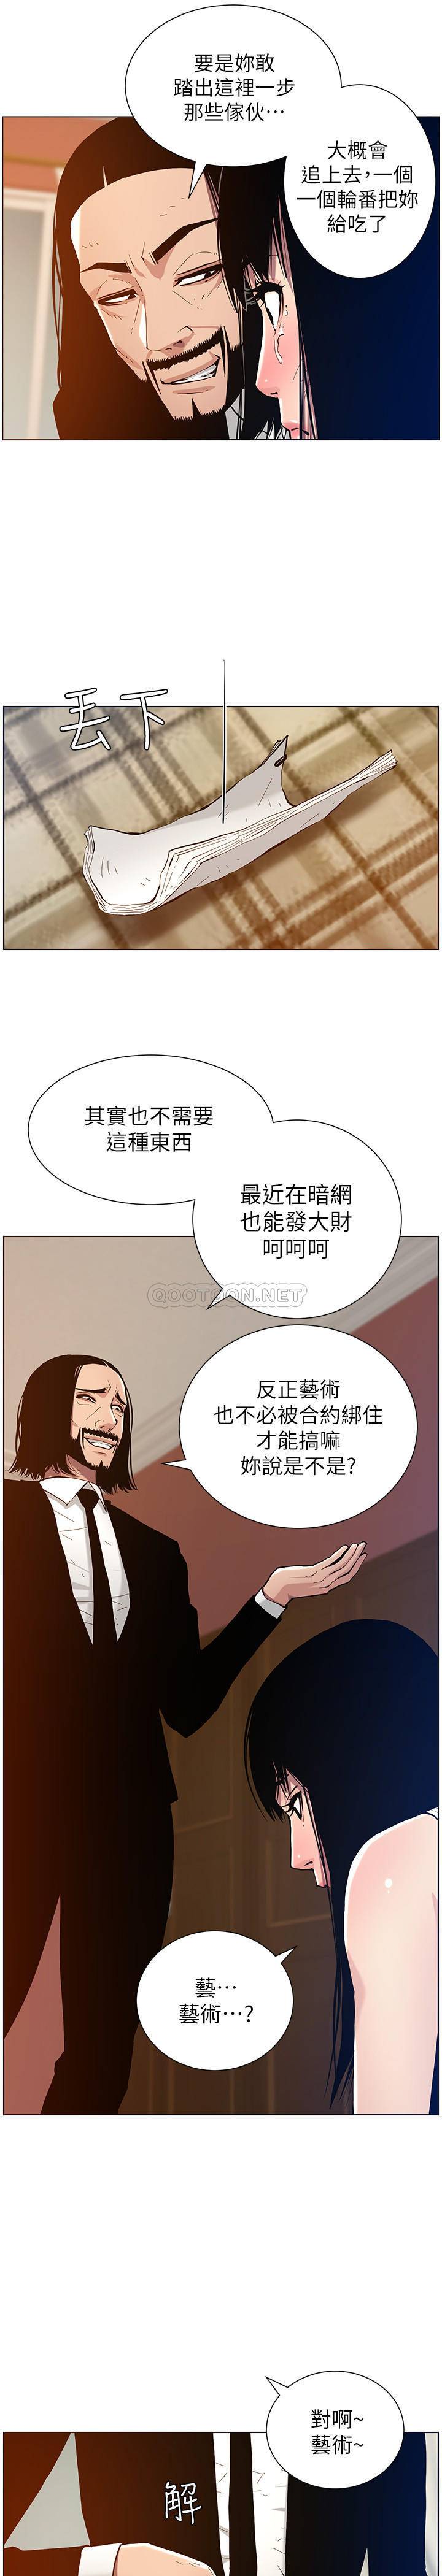 要是妳敢
踏出這裡一步
那些傢伙⋯
大概會
追上去，一個
一個輪番把妳
給吃了
丟下
其實也不需要
這種東西
最近在暗網
也能發大財
呵呵呵
QOOTOON.NET
反正藝術
也不必被合約綁住
才能搞嘛
妳說是不是?
藝⋯
藝術⋯?
對啊~
藝術~
解